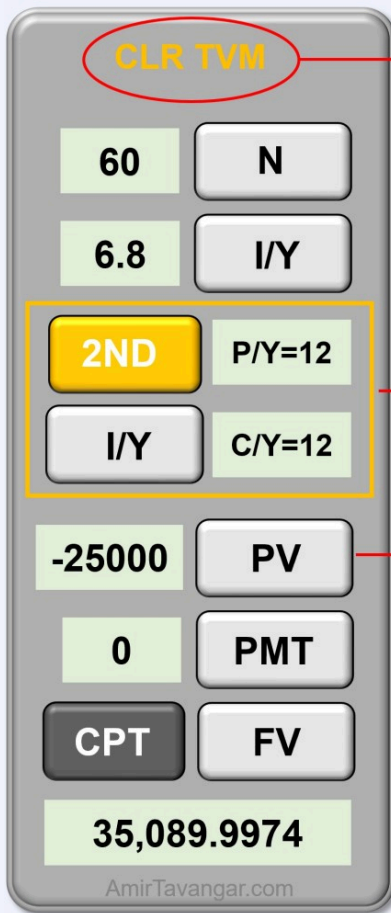 CLR TVM
60 N
6.8 I/Y
2ND P/Y=12
I/Y C/Y=12
-25000 PV
0 PMT
CPT FV
35,089.9974
AmirTavangar.com